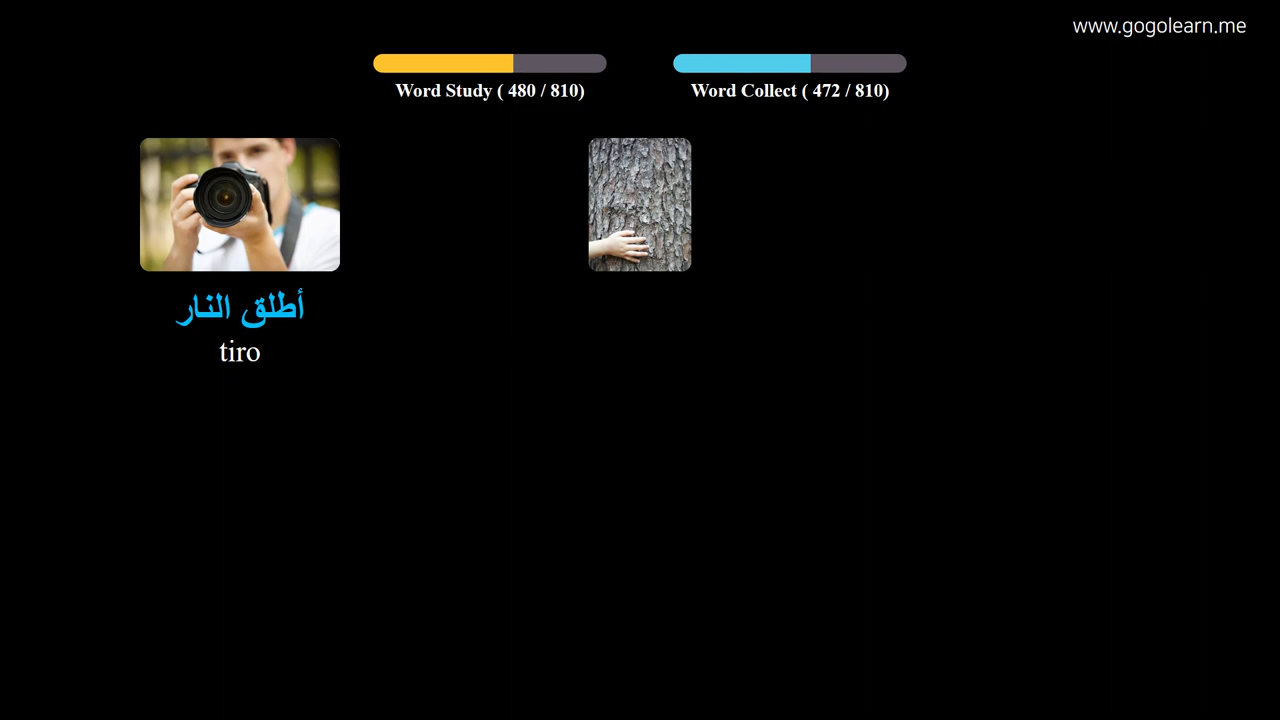 www.gogolearn.me
Word Study ( 480 / 810)
Word Collect ( 472 / 810)
أطلق النار
tiro